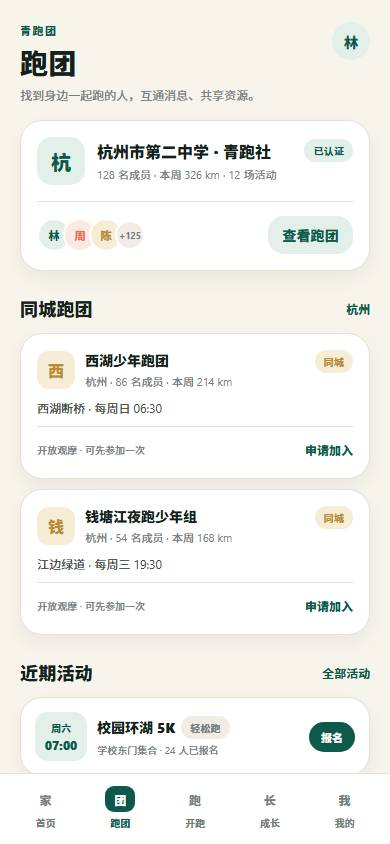 青跑团
跑团
林
找到身边一起跑的人，互通消息、共享资源。
杭
杭州市第二中学 · 青跑社
已认证
128 名成员 · 本周 326 km · 12 场活动
林 周 陈 +125
查看跑团
同城跑团
杭州
西
西湖少年跑团
同城
杭州 · 86 名成员 · 本周 214 km
西湖断桥 · 每周日 06:30
开放观摩 · 可先参加一次
申请加入
钱
钱塘江夜跑少年组
同城
杭州 · 54 名成员 · 本周 168 km
江边绿道 · 每周三 19:30
开放观摩 · 可先参加一次
申请加入
近期活动
全部活动
周六
07:00
校园环湖 5K
轻松跑
学校东门集合 · 24 人已报名
报名
家 团 跑 长 我
首页 跑团 开跑 成长 我的